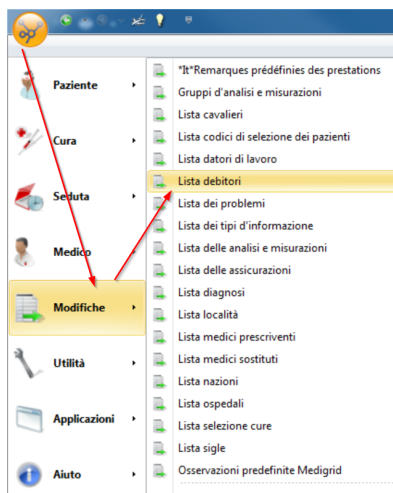 Paziente
Cura
Seduta
Medico
Modifiche
Utilità
Applicazioni
Aiuto
*It*Remarques prédéfinies des prestations
Gruppi d'analisi e misurazioni
Lista cavalieri
Lista codici di selezione dei pazienti
Lista datori di lavoro
Lista debitori
Lista dei problemi
Lista dei tipi d'informazione
Lista delle analisi e misurazioni
Lista delle assicurazioni
Lista diagnosi
Lista località
Lista medici prescriventi
Lista medici sostituti
Lista nazioni
Lista ospedali
Lista selezione cure
Lista sigle
Osservazioni predefinite Medigrid